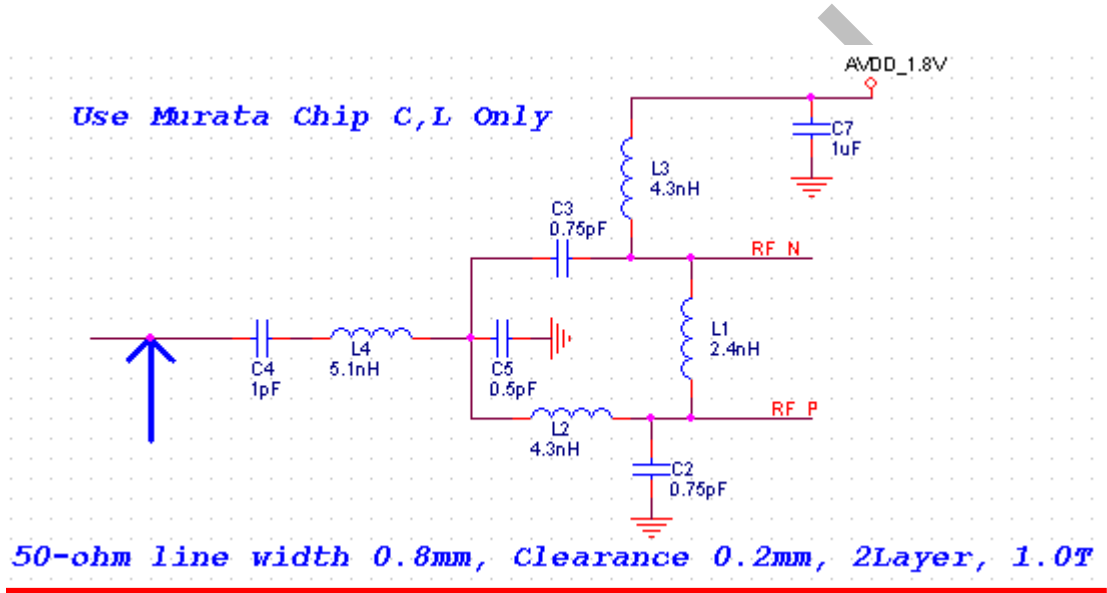 AVDD_1.8V
Use Murata Chip C,L Only
C7
1uF
L3
4.3nH
C3
0.75pF
RF_N
L1
2.4nH
C4
1pF
L4
5.1nH
C5
0.5pF
RF_P
L2
4.3nH
C2
0.75pF
50-ohm line width 0.8mm, Clearance 0.2mm, 2Layer, 1.0T